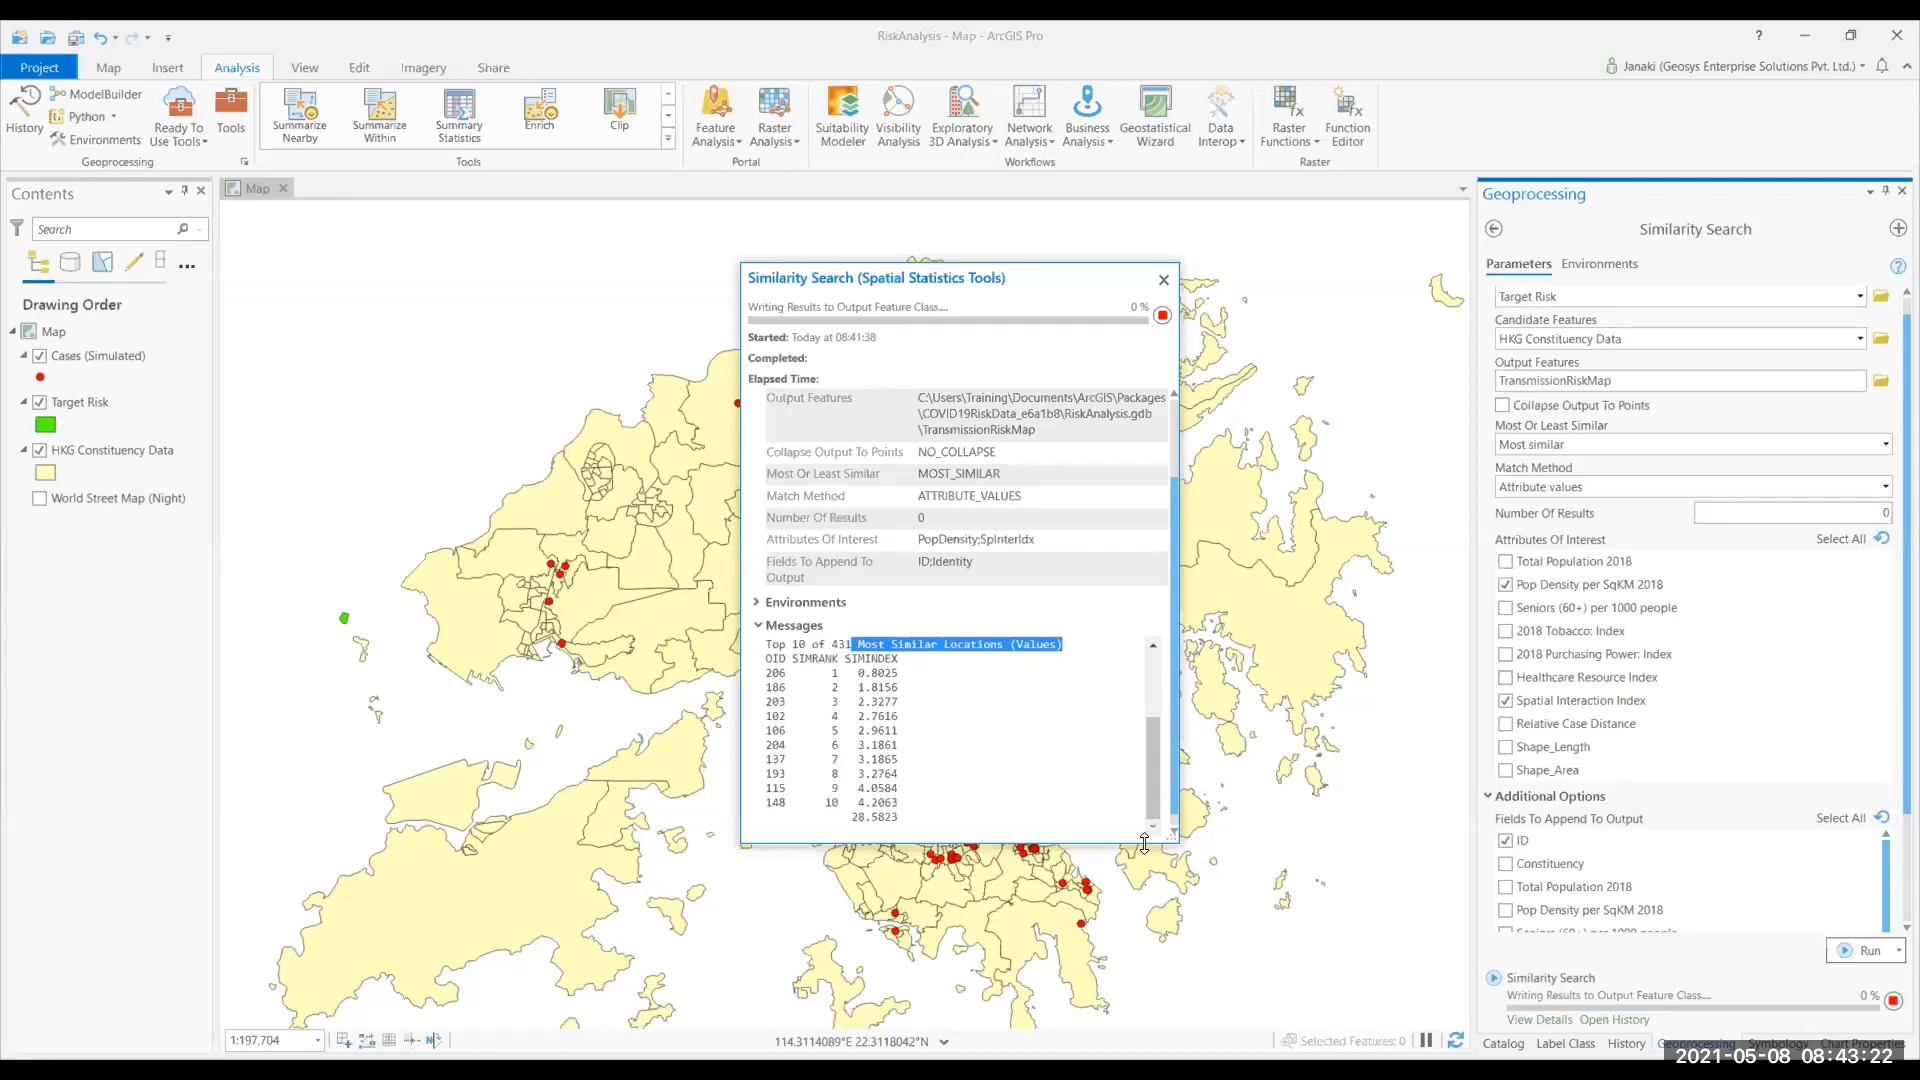 RiskAnalysis - Map - ArcGIS Pro
?
Project
Map
Insert
Analysis
View
Edit
Imagery
Share
Janaki (Geosys Enterprise Solutions Pvt. Ltd.)
History
ModelBuilder
Python
Environments
Ready To
Use Tools
Tools
Geoprocessing
Summarize
Nearby
Summarize
Within
Summary
Statistics
Enrich
Clip
Tools
Feature
Analysis
Raster
Analysis
Portal
Suitability
Modeler
Visibility
Analysis
Exploratory
3D Analysis
Network
Analysis
Business
Analysis
Geostatistical
Wizard
Data
Interop
Workflows
Raster
Functions
Function
Editor
Raster
Contents
Search
Drawing Order
Map
Cases (Simulated)
Target Risk
HKG Constituency Data
World Street Map (Night)
Map
Similarity Search (Spatial Statistics Tools)
Writing Results to Output Feature Class....
0 %
Started: Today at 08:41:38
Completed:
Elapsed Time:
Output Features C:\Users\Training\Documents\ArcGIS\Packages
\COVID19RiskData_e6a1b8\RiskAnalysis.gdb
\TransmissionRiskMap
Collapse Output To Points NO_COLLAPSE
Most Or Least Similar MOST_SIMILAR
Match Method ATTRIBUTE_VALUES
Number Of Results 0
Attributes Of Interest PopDensity;SpInterIdx
Fields To Append To
Output ID;Identity
Environments
Messages
Top 10 of 431 Most Similar Locations (Values)
OID SIMRANK SIMINDEX
206 1 0.8025
186 2 1.8156
203 3 2.3277
102 4 2.7616
106 5 2.9611
204 6 3.1861
137 7 3.1865
193 8 3.2764
115 9 4.0584
148 10 4.2063
28.5823
1:197,704
114.3114089°E 22.3118042°N
Selected Features: 0
Geoprocessing
Similarity Search
Parameters Environments
Target Risk
Candidate Features
HKG Constituency Data
Output Features
TransmissionRiskMap
Collapse Output To Points
Most Or Least Similar
Most similar
Match Method
Attribute values
Number Of Results 0
Attributes Of Interest Select All
Total Population 2018
Pop Density per SqKM 2018
Seniors (60+) per 1000 people
2018 Tobacco: Index
2018 Purchasing Power: Index
Healthcare Resource Index
Spatial Interaction Index
Relative Case Distance
Shape_Length
Shape_Area
Additional Options
Fields To Append To Output Select All
ID
Constituency
Total Population 2018
Pop Density per SqKM 2018
Run
Similarity Search
Writing Results to Output Feature Class....
0 %
View Details Open History
Catalog Label Class History Geoprocessing Symbology Chart Properties
2021-05-08 08:43:22